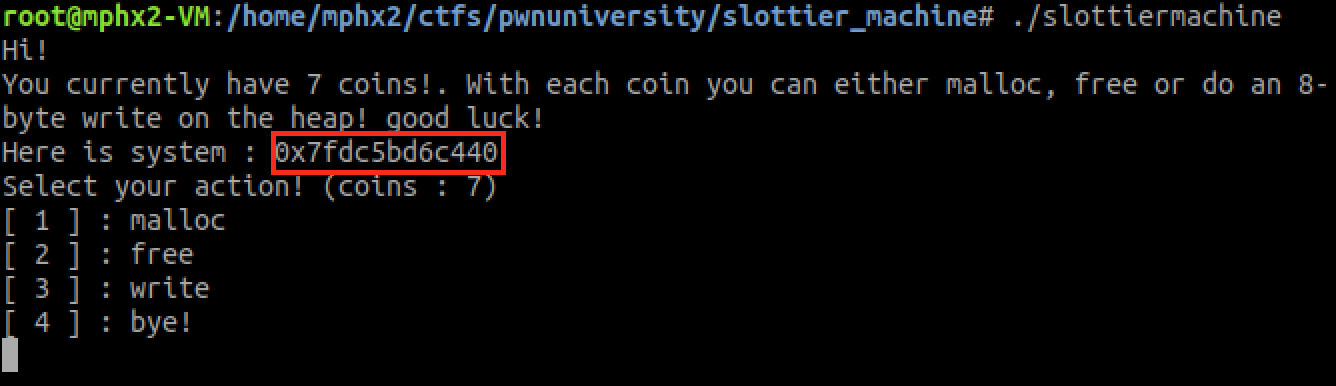 root@mphx2-VM:/home/mphx2/ctfs/pwnuniversity/slottier_machine# ./slottiermachine
Hi!
You currently have 7 coins!. With each coin you can either malloc, free or do an 8-
byte write on the heap! good luck!
Here is system : 0x7fdc5bd6c440
Select your action! (coins : 7)
[ 1 ] : malloc
[ 2 ] : free
[ 3 ] : write
[ 4 ] : bye!